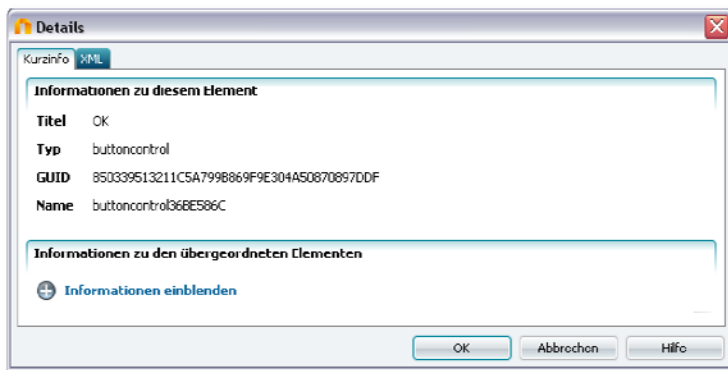 Details
Kurzinfo XML
Informationen zu diesem Element
Titel OK
Typ buttoncontrol
GUID 850339513211C5A799B869F9E304A50870897DDF
Name buttoncontrol36BE586C
Informationen zu den übergeordneten Elementen
Informationen einblenden
OK Abbrechen Hilfe